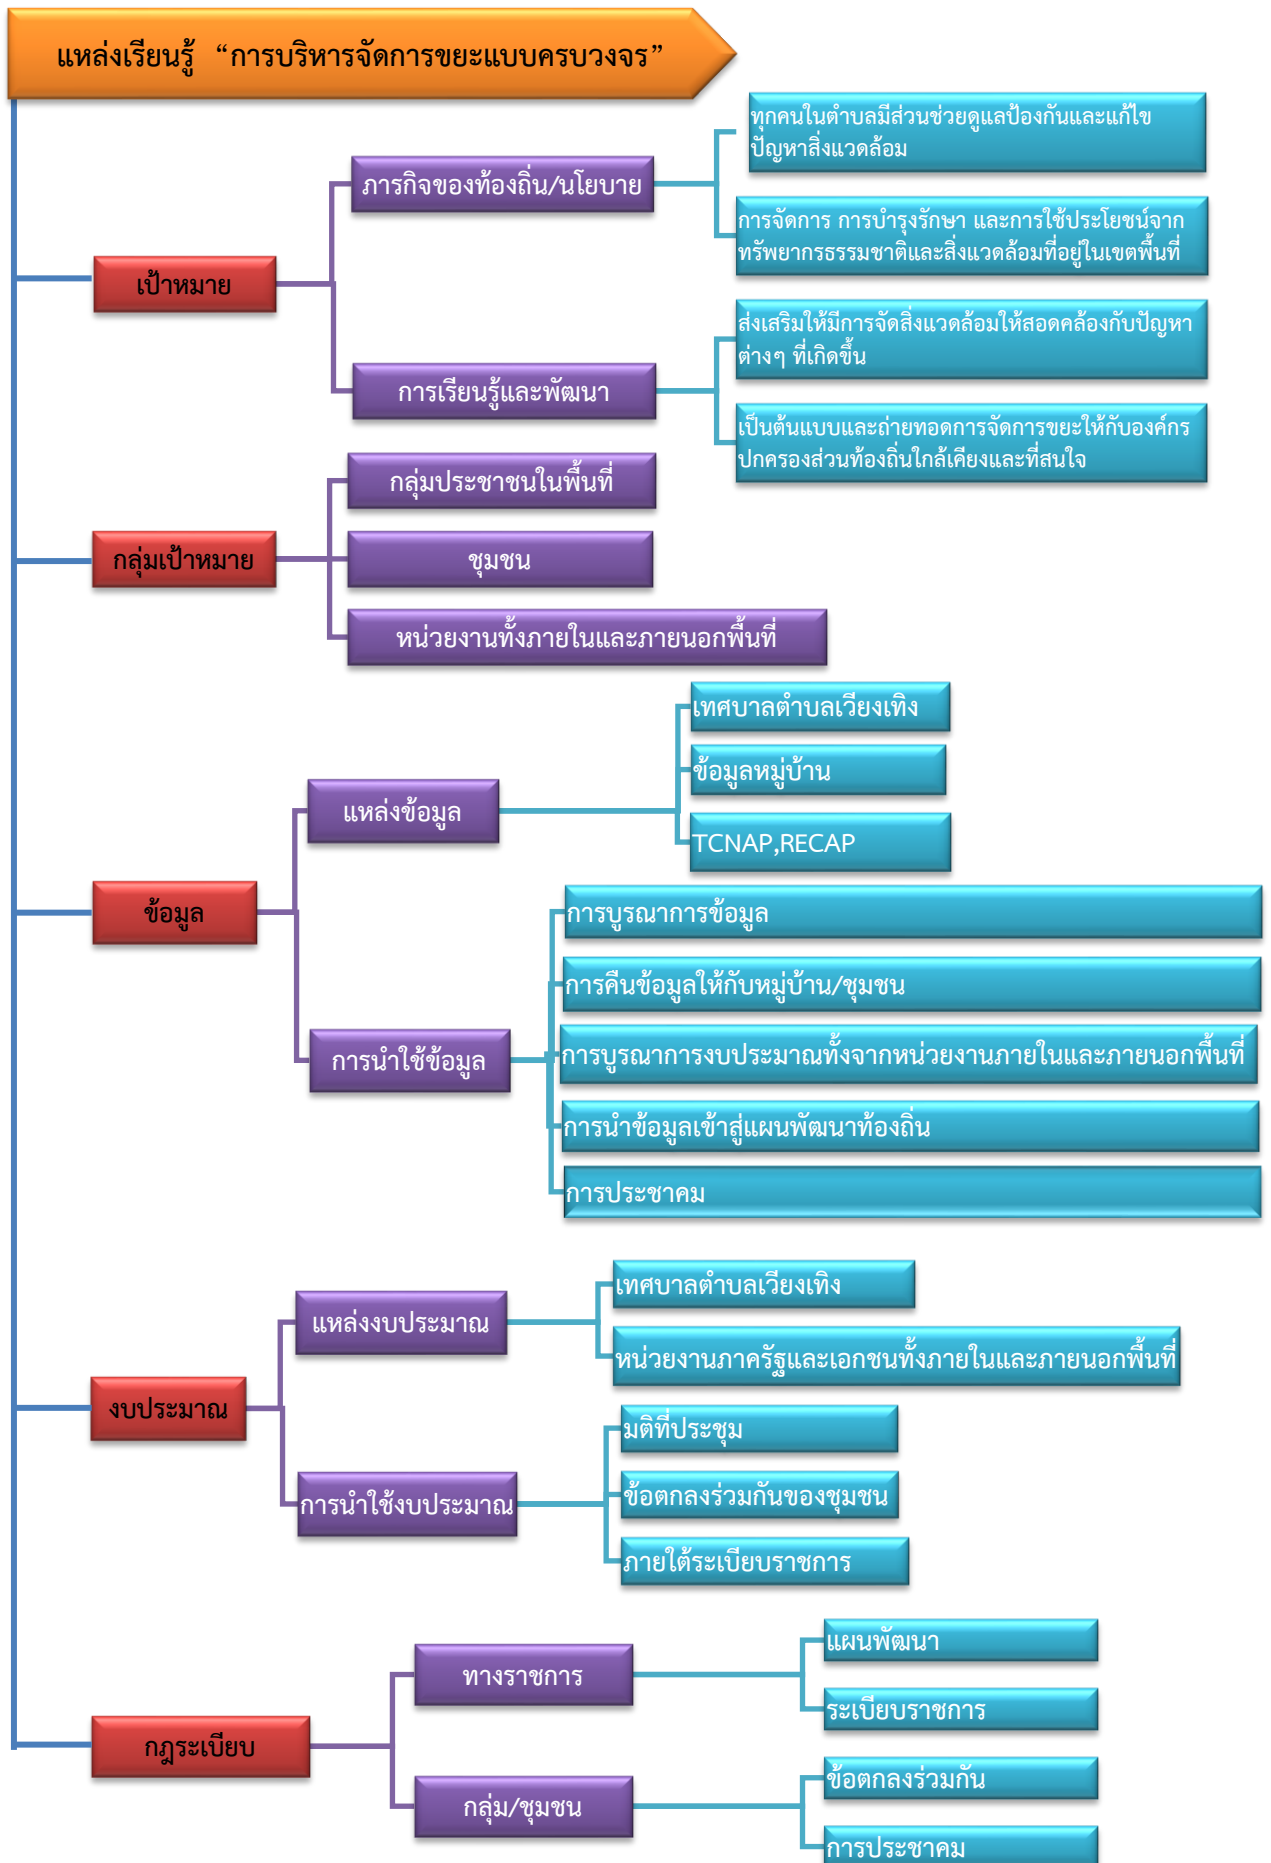 แหล่งเรียนรู้ “การบริหารจัดการขยะแบบครบวงจร”
ทุกคนในตำบลมีส่วนช่วยดูแลป้องกันและแก้ไข
ปัญหาสิ่งแวดล้อม
ภารกิจของท้องถิ่น/นโยบาย
การจัดการ การบำรุงรักษา และการใช้ประโยชน์จาก
ทรัพยากรธรรมชาติและสิ่งแวดล้อมที่อยู่ในเขตพื้นที่
เป้าหมาย
ส่งเสริมให้มีการจัดสิ่งแวดล้อมให้สอดคล้องกับปัญหา
ต่างๆ ที่เกิดขึ้น
การเรียนรู้และพัฒนา
เป็นต้นแบบและถ่ายทอดการจัดการขยะให้กับองค์กร
ปกครองส่วนท้องถิ่นใกล้เคียงและที่สนใจ
กลุ่มประชาชนในพื้นที่
กลุ่มเป้าหมาย
ชุมชน
หน่วยงานทั้งภายในและภายนอกพื้นที่
เทศบาลตำบลเวียงเทิง
ข้อมูลหมู่บ้าน
แหล่งข้อมูล
TCNAP,RECAP
ข้อมูล
การบูรณาการข้อมูล
การคืนข้อมูลให้กับหมู่บ้าน/ชุมชน
การนำใช้ข้อมูล
การบูรณาการงบประมาณทั้งจากหน่วยงานภายในและภายนอกพื้นที่
การนำข้อมูลเข้าสู่แผนพัฒนาท้องถิ่น
การประชาคม
เทศบาลตำบลเวียงเทิง
แหล่งงบประมาณ
หน่วยงานภาครัฐและเอกชนทั้งภายในและภายนอกพื้นที่
งบประมาณ
มติที่ประชุม
การนำใช้งบประมาณ
ข้อตกลงร่วมกันของชุมชน
ภายใต้ระเบียบราชการ
แผนพัฒนา
ทางราชการ
ระเบียบราชการ
กฎระเบียบ
ข้อตกลงร่วมกัน
กลุ่ม/ชุมชน
การประชาคม